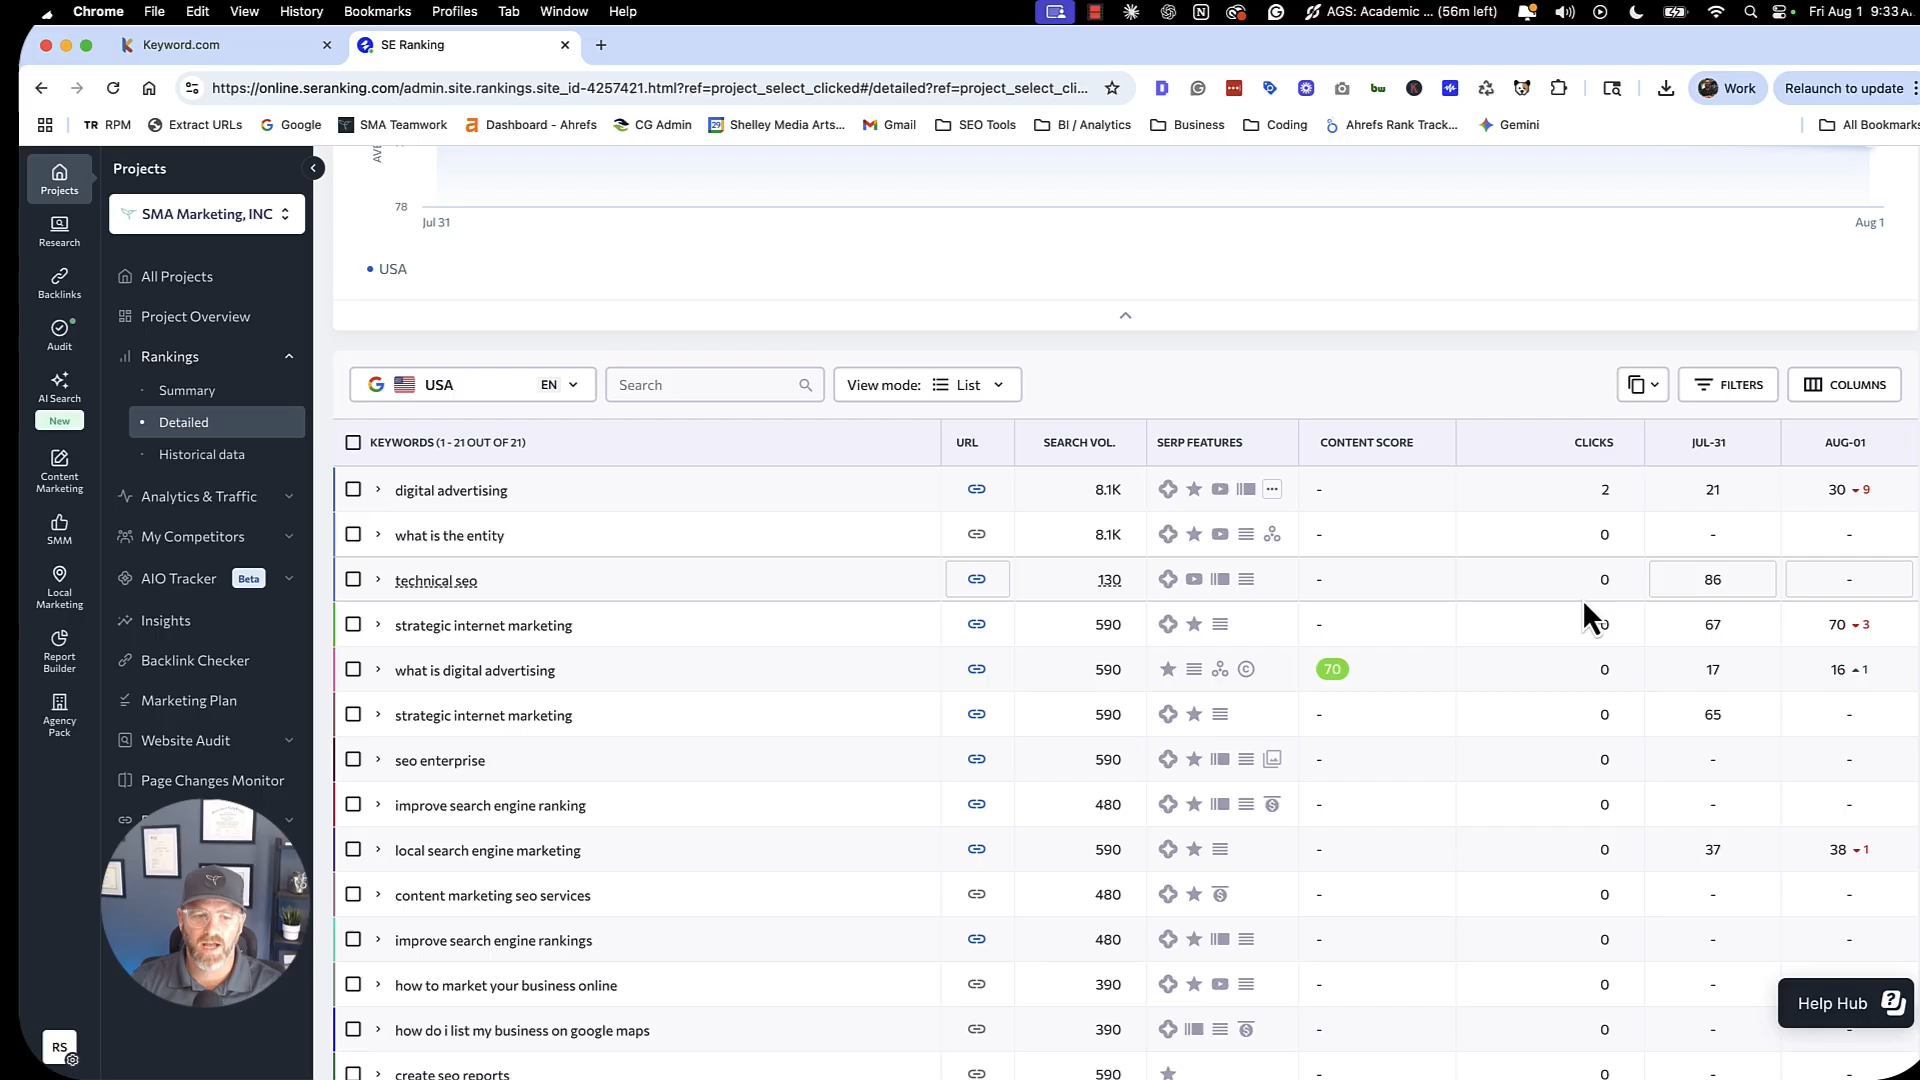 Chrome File Edit View History Bookmarks Profiles Tab Window Help AGS: Academic ... (56m left) Fri Aug 1 9:33
Keyword.com SE Ranking
https://online.seranking.com/admin.site.rankings.site_id-4257421.html?ref=project_select_clicked#/detailed?ref=project_select_cli... Work Relaunch to update
TR RPM Extract URLs Google SMA Teamwork Dashboard - Ahrefs CG Admin Shelley Media Arts... Gmail SEO Tools BI / Analytics Business Coding Ahrefs Rank Track... Gemini All Bookmarks
Projects
Research
Backlinks
Audit
AI Search
New
Content
Marketing
SMM
Local
Marketing
Report
Builder
Agency
Pack
RS
Projects
SMA Marketing, INC
All Projects
Project Overview
Rankings
Summary
Detailed
Historical data
Analytics & Traffic
My Competitors
AIO Tracker Beta
Insights
Backlink Checker
Marketing Plan
Website Audit
Page Changes Monitor
78
Jul 31 Aug 1
USA
USA EN Search View mode: List FILTERS COLUMNS
KEYWORDS (1 - 21 OUT OF 21) URL SEARCH VOL. SERP FEATURES CONTENT SCORE CLICKS JUL-31 AUG-01
digital advertising 8.1K - 2 21 30 9
what is the entity 8.1K - 0 - -
technical seo 130 - 0 86 -
strategic internet marketing 590 - 0 67 70 3
what is digital advertising 590 70 0 17 16 1
strategic internet marketing 590 - 0 65 -
seo enterprise 590 - 0 - -
improve search engine ranking 480 - 0 - -
local search engine marketing 590 - 0 37 38 1
content marketing seo services 480 - 0 - -
improve search engine rankings 480 - 0 - -
how to market your business online 390 - 0 -
how do i list my business on google maps 390 - 0 - -
create seo reports 590 - 0 -
Help Hub